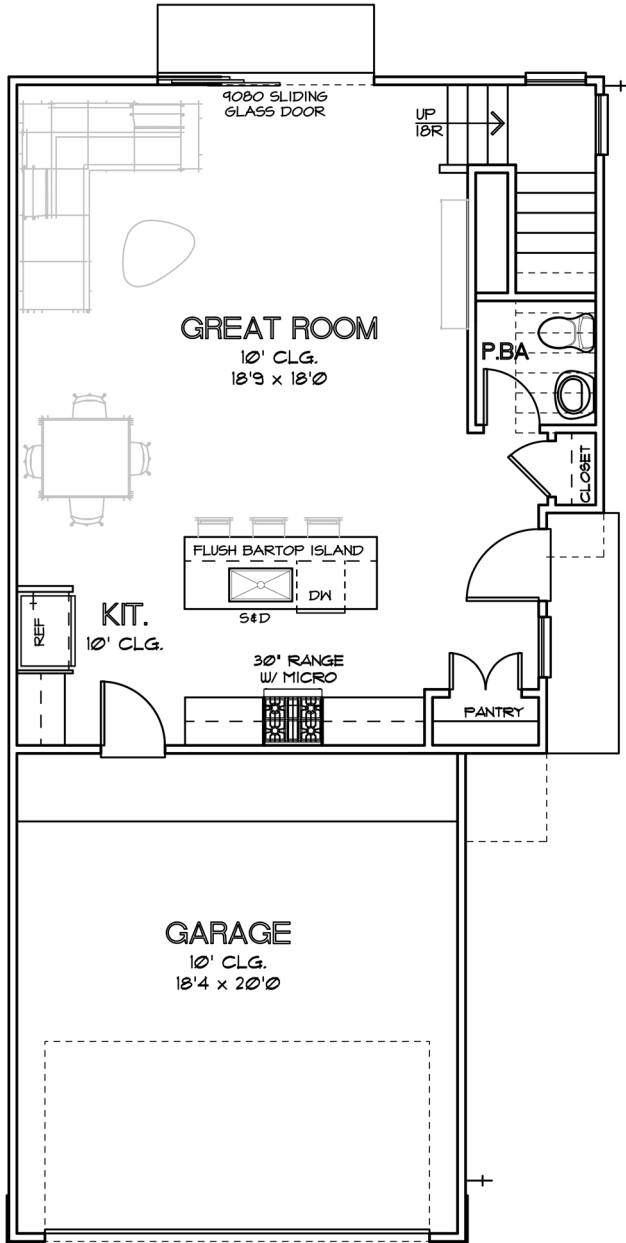 9080 SLIDING
GLASS DOOR
UP
18R
GREAT ROOM
10' CLG.
18'9 x 18'0
P.BA
CLOSET
FLUSH BARTOP ISLAND
DW
S&D
REF
KIT.
10' CLG.
30" RANGE
W/ MICRO
PANTRY
GARAGE
10' CLG.
18'4 x 20'0